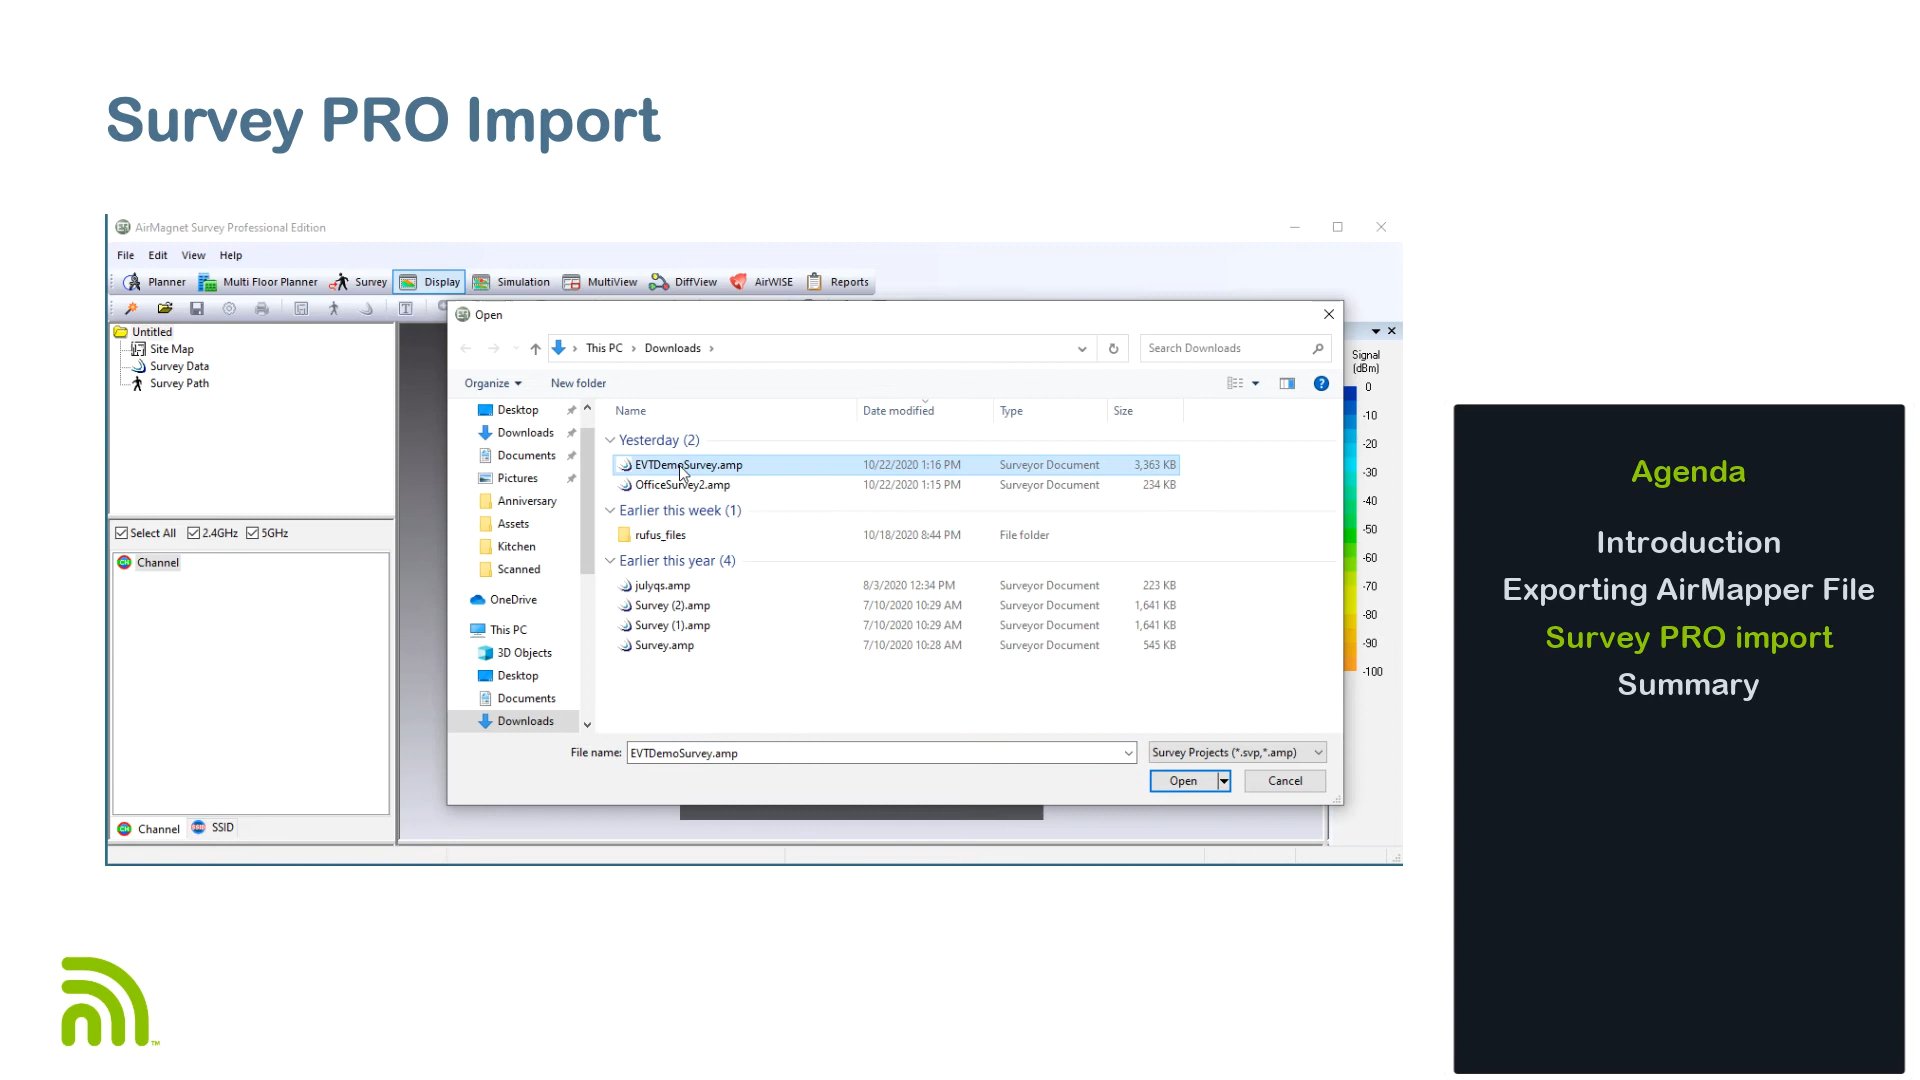 Survey PRO Import
AirMagnet Survey Professional Edition
File Edit View Help
Planner Multi Floor Planner Survey Display Simulation MultiView DiffView AirWISE Reports
Untitled
Site Map
Survey Data
Survey Path
Select All 2.4GHz 5GHz
Channel
Channel SSID
Open
This PC › Downloads ›
Search Downloads
Organize New folder
Desktop
Downloads
Documents
Pictures
Anniversary
Assets
Kitchen
Scanned
OneDrive
This PC
3D Objects
Desktop
Documents
Downloads
Name Date modified Type Size
Yesterday (2)
EVTDemoSurvey.amp 10/22/2020 1:16 PM Surveyor Document 3,363 KB
OfficeSurvey2.amp 10/22/2020 1:15 PM Surveyor Document 234 KB
Earlier this week (1)
rufus_files 10/18/2020 8:44 PM File folder
Earlier this year (4)
julyqs.amp 8/3/2020 12:34 PM Surveyor Document 223 KB
Survey (2).amp 7/10/2020 10:29 AM Surveyor Document 1,641 KB
Survey (1).amp 7/10/2020 10:29 AM Surveyor Document 1,641 KB
Survey.amp 7/10/2020 10:28 AM Surveyor Document 545 KB
File name: EVTDemoSurvey.amp Survey Projects (*.svp,*.amp)
Open Cancel
Signal
(dBm)
0
-10
-20
-30
-40
-50
-60
-70
-80
-90
-100
Agenda
Introduction
Exporting AirMapper File
Survey PRO import
Summary
TM